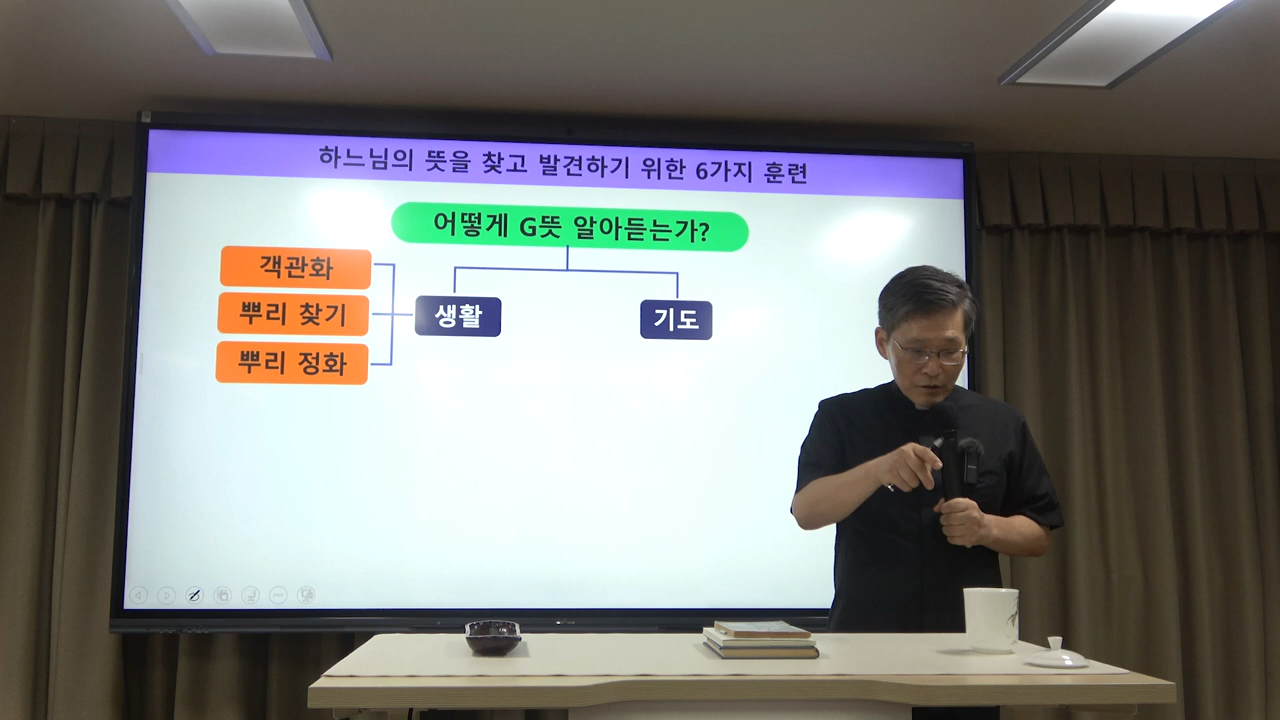 하느님의 뜻을 찾고 발견하기 위한 6가지 훈련
어떻게 G뜻 알아듣는가?
객관화
뿌리 찾기
뿌리 정화
생활
기도